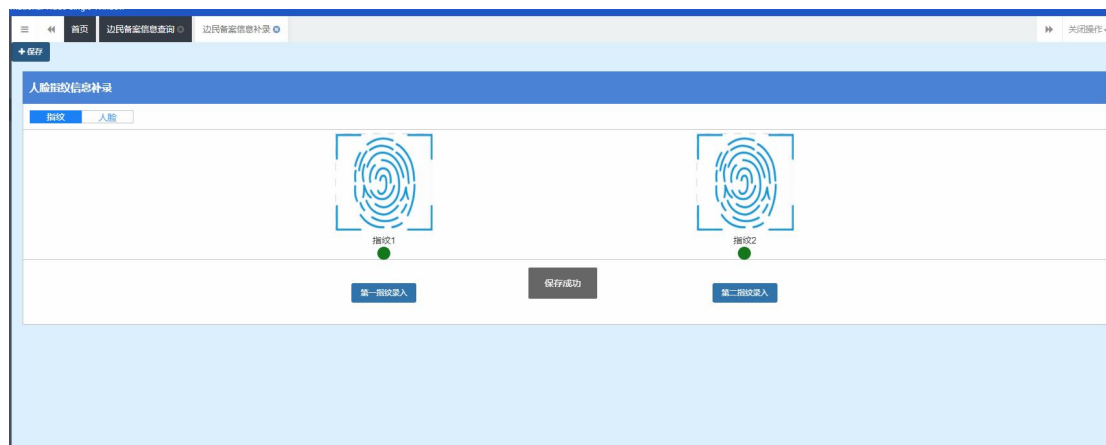 首页 边民备案信息查询 边民备案信息补录 关闭操作
+保存
人脸指纹信息补录
指纹 人脸
指纹1 指纹2
保存成功
第一指纹录入 第二指纹录入